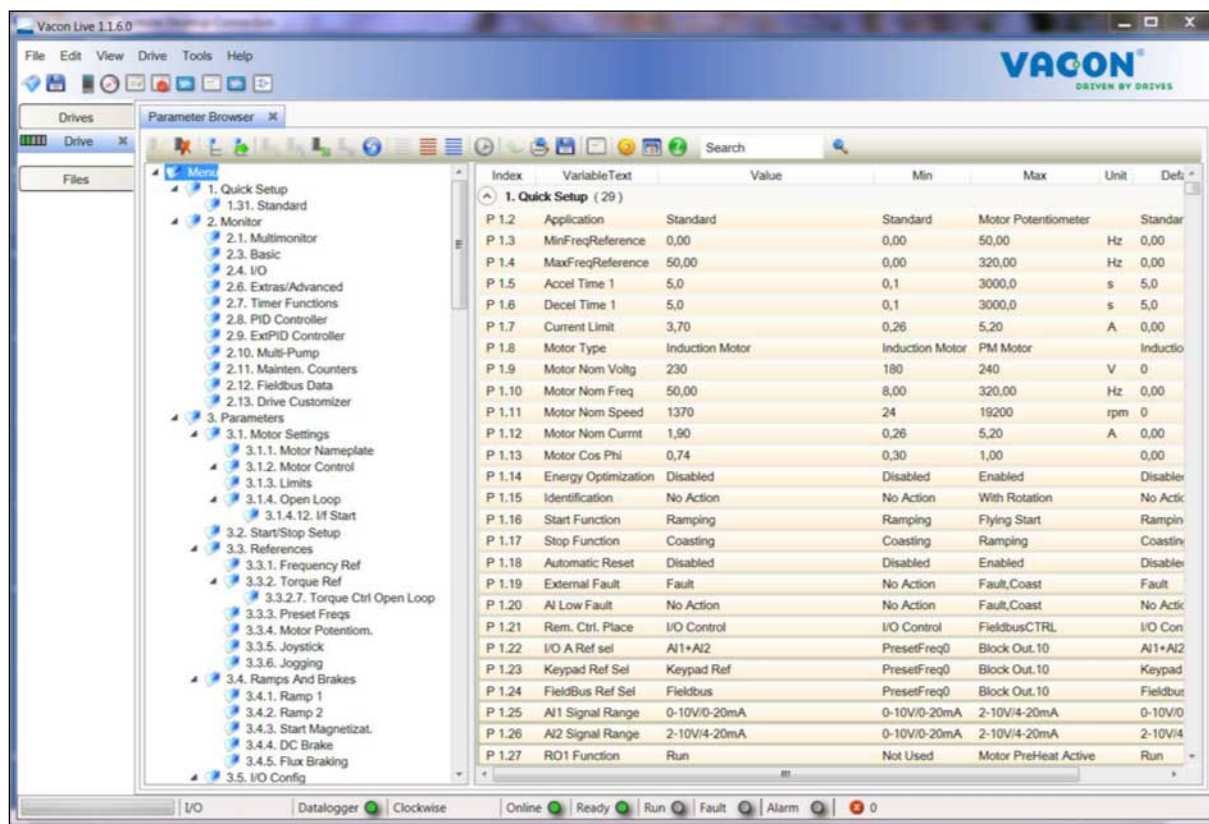 Vacon Live 1.1.6.0
File Edit View Drive Tools Help
VACON®
DRIVEN BY DRIVES
Drives
Drive
Files
Parameter Browser
Search
Menu
1. Quick Setup
1.31. Standard
2. Monitor
2.1. Multimonitor
2.3. Basic
2.4. I/O
2.6. Extras/Advanced
2.7. Timer Functions
2.8. PID Controller
2.9. ExtPID Controller
2.10. Multi-Pump
2.11. Mainten. Counters
2.12. Fieldbus Data
2.13. Drive Customizer
3. Parameters
3.1. Motor Settings
3.1.1. Motor Nameplate
3.1.2. Motor Control
3.1.3. Limits
3.1.4. Open Loop
3.1.4.12. I/f Start
3.2. Start/Stop Setup
3.3. References
3.3.1. Frequency Ref
3.3.2. Torque Ref
3.3.2.7. Torque Ctrl Open Loop
3.3.3. Preset Freqs
3.3.4. Motor Potentiom.
3.3.5. Joystick
3.3.6. Jogging
3.4. Ramps And Brakes
3.4.1. Ramp 1
3.4.2. Ramp 2
3.4.3. Start Magnetizat.
3.4.4. DC Brake
3.4.5. Flux Braking
3.5. I/O Config
Index VariableText Value Min Max Unit Defa
1. Quick Setup (29)
P 1.2 Application Standard Standard Motor Potentiometer Standar
P 1.3 MinFreqReference 0,00 0,00 50,00 Hz 0,00
P 1.4 MaxFreqReference 50,00 0,00 320,00 Hz 0,00
P 1.5 Accel Time 1 5,0 0,1 3000,0 s 5,0
P 1.6 Decel Time 1 5,0 0,1 3000,0 s 5,0
P 1.7 Current Limit 3,70 0,26 5,20 A 0,00
P 1.8 Motor Type Induction Motor Induction Motor PM Motor Inductio
P 1.9 Motor Nom Voltg 230 180 240 V 0
P 1.10 Motor Nom Freq 50,00 8,00 320,00 Hz 0,00
P 1.11 Motor Nom Speed 1370 24 19200 rpm 0
P 1.12 Motor Nom Currnt 1,90 0,26 5,20 A 0,00
P 1.13 Motor Cos Phi 0,74 0,30 1,00 0,00
P 1.14 Energy Optimization Disabled Disabled Enabled Disable
P 1.15 Identification No Action No Action With Rotation No Actic
P 1.16 Start Function Ramping Ramping Flying Start Rampin
P 1.17 Stop Function Coasting Coasting Ramping Coastin
P 1.18 Automatic Reset Disabled Disabled Enabled Disable
P 1.19 External Fault Fault No Action Fault,Coast Fault
P 1.20 AI Low Fault No Action No Action Fault,Coast No Actic
P 1.21 Rem. Ctrl. Place I/O Control I/O Control FieldbusCTRL I/O Con
P 1.22 I/O A Ref sel AI1+AI2 PresetFreq0 Block Out.10 AI1+AI2
P 1.23 Keypad Ref Sel Keypad Ref PresetFreq0 Block Out.10 Keypad
P 1.24 FieldBus Ref Sel Fieldbus PresetFreq0 Block Out.10 Fieldbus
P 1.25 AI1 Signal Range 0-10V/0-20mA 0-10V/0-20mA 2-10V/4-20mA 0-10V/0
P 1.26 AI2 Signal Range 2-10V/4-20mA 0-10V/0-20mA 2-10V/4-20mA 2-10V/4
P 1.27 RO1 Function Run Not Used Motor PreHeat Active Run
I/O Datalogger Clockwise Online Ready Run Fault Alarm 0